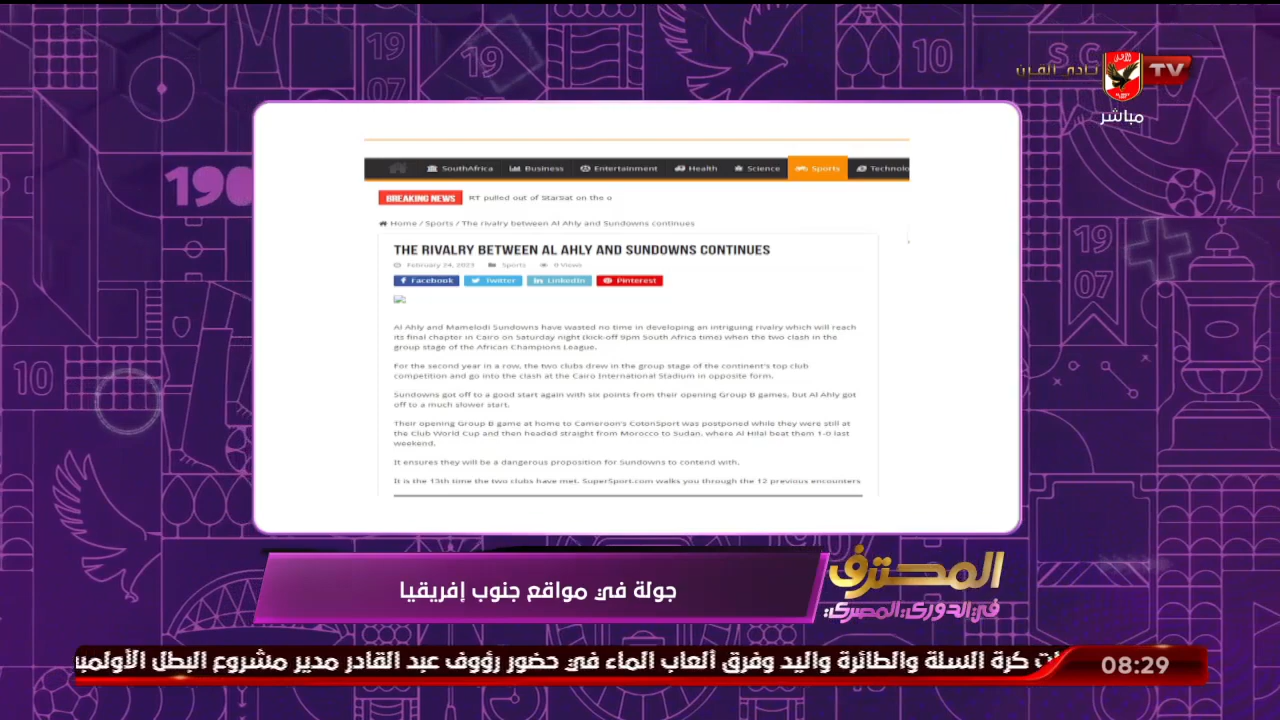 نادي القرن
TV
مباشر
SouthAfrica Business Entertainment Health Science Sports Technolo
BREAKING NEWS RT pulled out of StarSat on the o
Home / Sports / The rivalry between Al Ahly and Sundowns continues
THE RIVALRY BETWEEN AL AHLY AND SUNDOWNS CONTINUES
February 24, 2023 Sports 0 Views
Facebook Twitter LinkedIn Pinterest
Al Ahly and Mamelodi Sundowns have wasted no time in developing an intriguing rivalry which will reach
its final chapter in Cairo on Saturday night (kick-off 9pm South Africa time) when the two clash in the
group stage of the African Champions League.
For the second year in a row, the two clubs drew in the group stage of the continent's top club
competition and go into the clash at the Cairo International Stadium in opposite form.
Sundowns got off to a good start again with six points from their opening Group B games, but Al Ahly got
off to a much slower start.
Their opening Group B game at home to Cameroon's CotonSport was postponed while they were still at
the Club World Cup and then headed straight from Morocco to Sudan, where Al Hilal beat them 1-0 last
weekend.
It ensures they will be a dangerous proposition for Sundowns to contend with.
It is the 13th time the two clubs have met. SuperSport.com walks you through the 12 previous encounters
المحترف
في الدوري المصري
جولة في مواقع جنوب إفريقيا
ات كرة السلة والطائرة واليد وفرق ألعاب الماء في حضور رؤوف عبد القادر مدير مشروع البطل الأولمب
08:29
19
07
19
10
S C
190
19
07
10